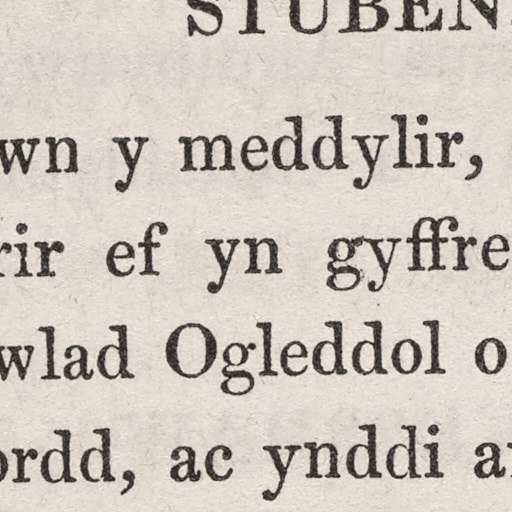 STUBEN
wn y meddylir,
rir ef yn gyffre
wlad Ogleddol o
ordd, ac ynddi a